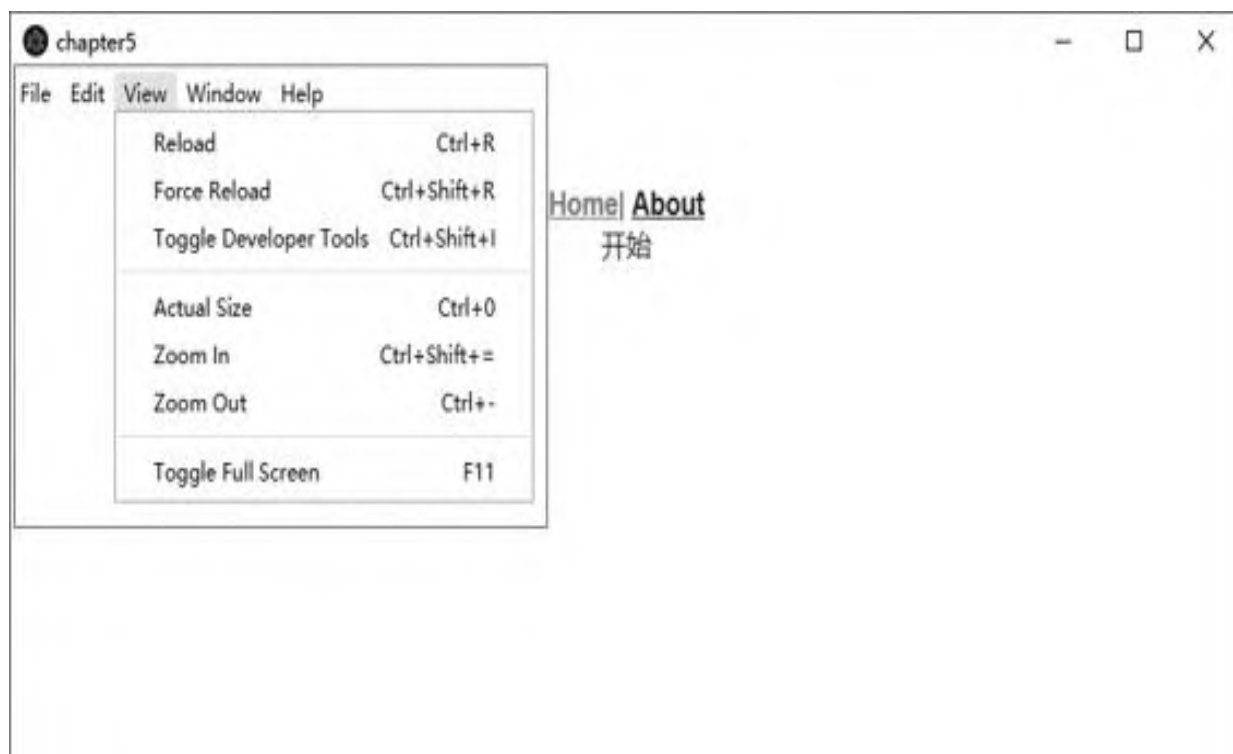 chapter5
File Edit View Window Help
Reload Ctrl+R
Force Reload Ctrl+Shift+R
Home| About
Toggle Developer Tools Ctrl+Shift+I
开始
Actual Size Ctrl+0
Zoom In Ctrl+Shift+=
Zoom Out Ctrl+-
Toggle Full Screen F11